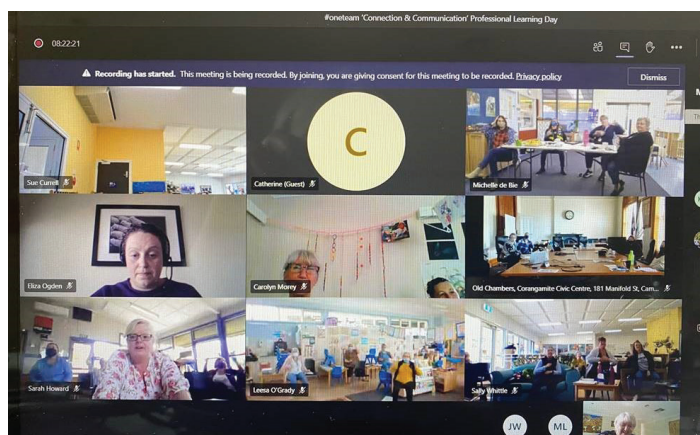 #oneteam 'Connection & Communication' Professional Learning Day
08:22:21
Recording has started. This meeting is being recorded. By joining, you are giving consent for this meeting to be recorded. Privacy policy
Dismiss
M
C
Sue Currell
Catherine (Guest)
Michelle de Bie
Eliza Ogden
Carolyn Morey
Old Chambers, Corangamite Civic Centre, 181 Manifold St, Cam...
Sarah Howard
Leesa O'Grady
Sally Whittle
JW
ML